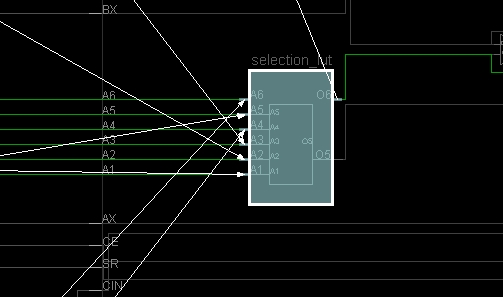 BX
selection_lut
A6 A6 O6
A5 A5 A5
A4 A4 A4
A3 A3 A3 O5
A2 A2 A2 O5
A1 A1 A1
AX
CE
SR
CIN